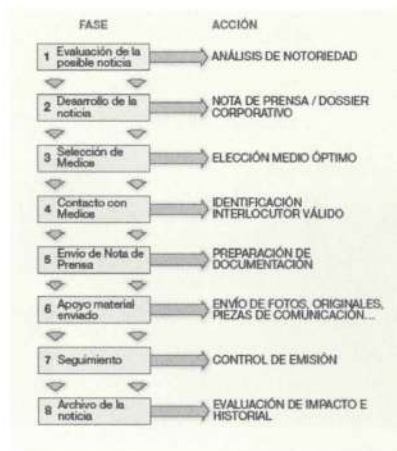 FASE
ACCIÓN
1 Evaluación de la
posible noticia
ANÁLISIS DE NOTORIEDAD
2 Desarrollo de la
noticia
NOTA DE PRENSA / DOSSIER
CORPORATIVO
3 Selección de
Medios
ELECCIÓN MEDIO ÓPTIMO
4 Contacto con
Medios
IDENTIFICACIÓN
INTERLOCUTOR VÁLIDO
5 Envío de Nota de
Prensa
PREPARACIÓN DE
DOCUMENTACIÓN
6 Apoyo material
enviado
ENVÍO DE FOTOS, ORIGINALES,
PIEZAS DE COMUNICACIÓN...
7 Seguimiento
CONTROL DE EMISIÓN
8 Archivo de la
noticia
EVALUACIÓN DE IMPACTO E
HISTORIAL